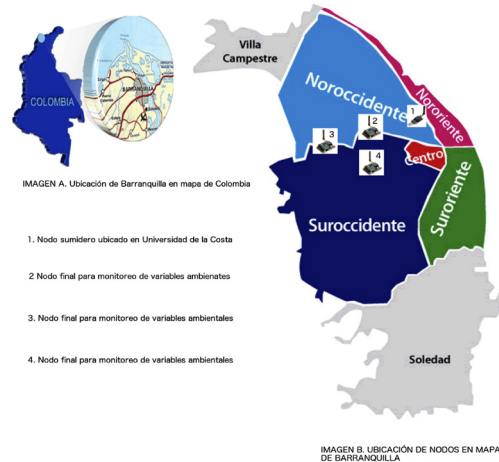 COLOMBIA
BARRANQUILLA
IMAGEN A. Ubicación de Barranquilla en mapa de Colombia
1. Nodo sumidero ubicado en Universidad de la Costa
2 Nodo final para monitoreo de variables ambienates
3. Nodo final para monitoreo de variables ambientales
4. Nodo final para monitoreo de variables ambientales
Villa
Campestre
Noroccidente
Nororiente
1
2
3
4
Centro
Suroccidente
Suroriente
Soledad
IMAGEN B. UBICACIÓN DE NODOS EN MAPA
DE BARRANQUILLA